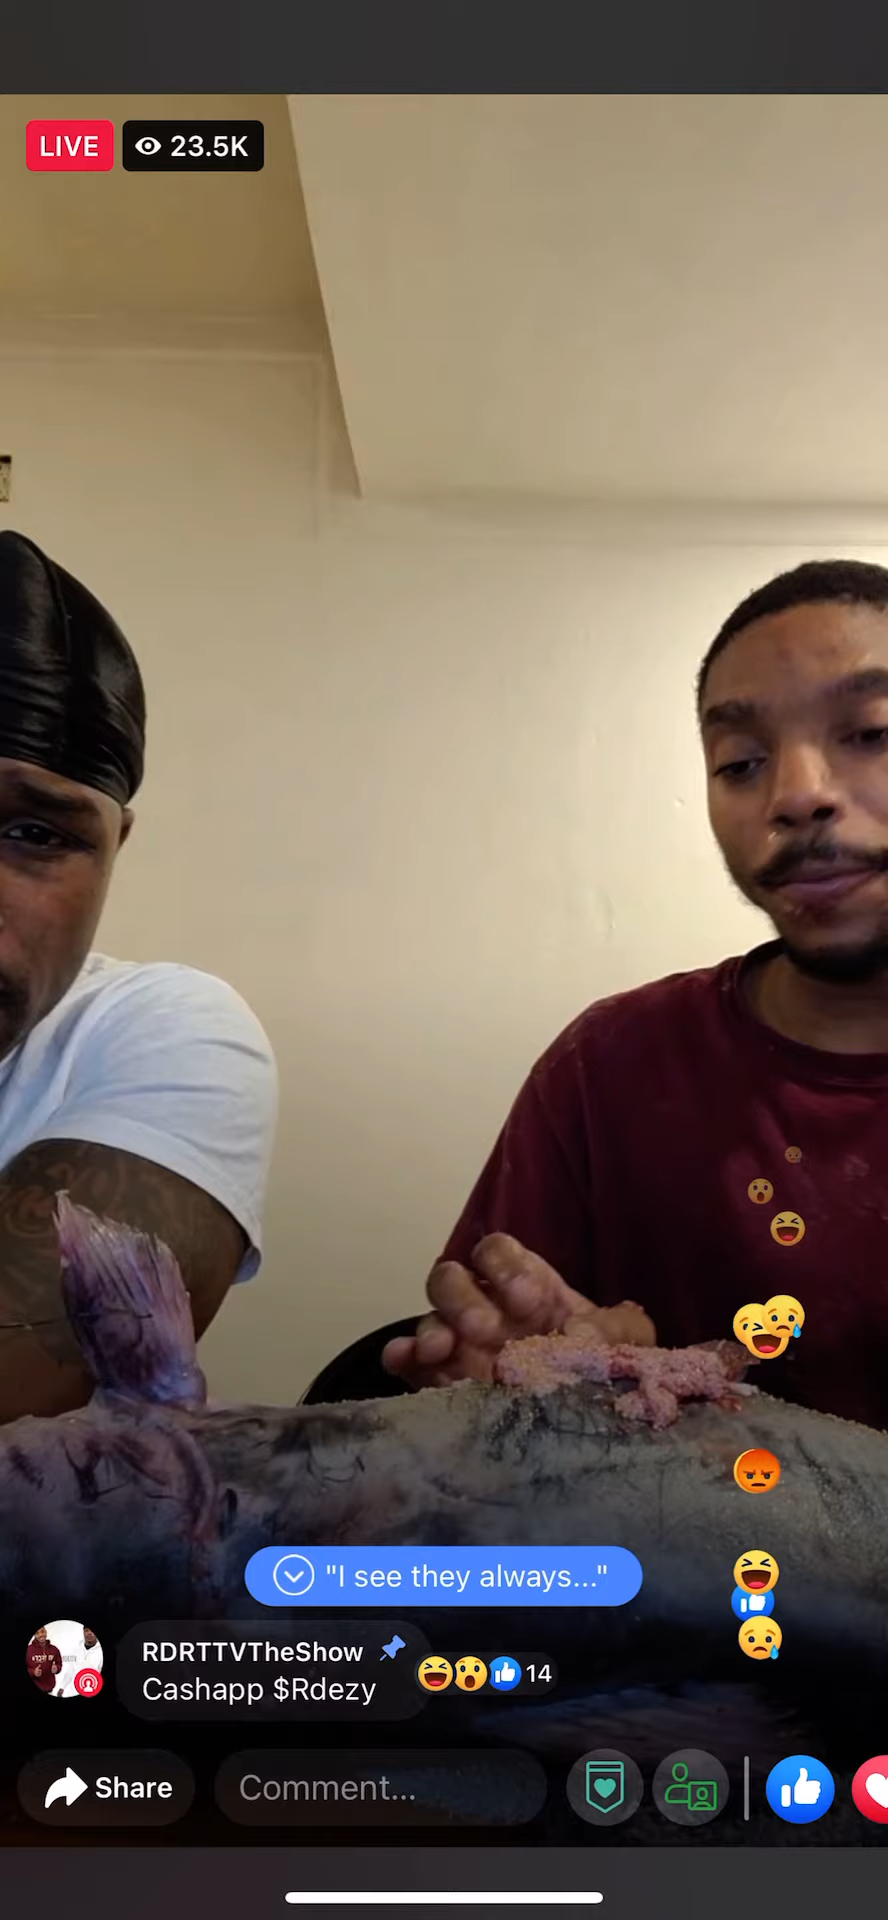 LIVE 23.5K
"I see they always..."
RDRTTVTheShow
Cashapp $Rdezy
14
Share
Comment...